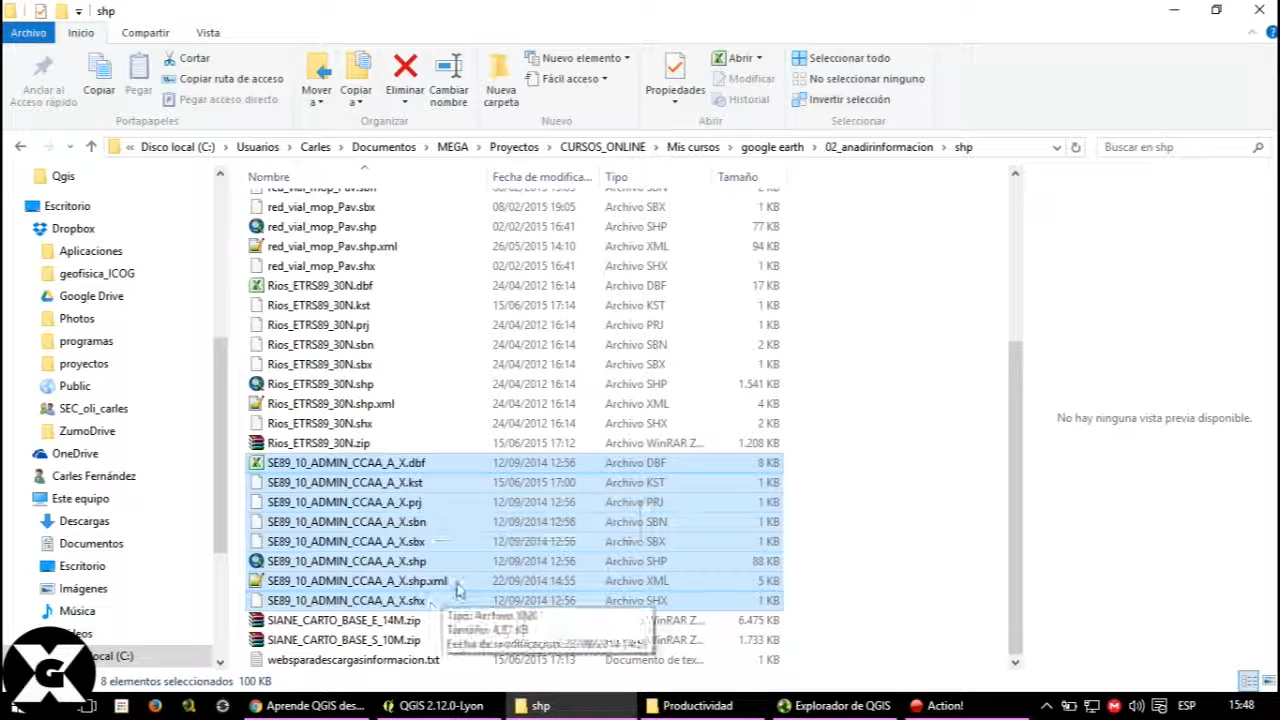 shp
Archivo Inicio Compartir Vista
Anclar al Acceso rápido
Copiar
Pegar
Cortar
Copiar ruta de acceso
Pegar acceso directo
Portapapeles
Mover a
Copiar a
Eliminar
Cambiar nombre
Organizar
Nueva carpeta
Nuevo elemento
Fácil acceso
Nuevo
Propiedades
Abrir
Modificar
Historial
Abrir
Seleccionar todo
No seleccionar ninguno
Invertir selección
Seleccionar
« Disco local (C:) Usuarios Carles Documentos MEGA Proyectos CURSOS_ONLINE Mis cursos google earth 02_anadirinformacion shp
Buscar en shp
Qgis
Escritorio
Dropbox
Aplicaciones
geofisica_ICOG
Google Drive
Photos
programas
proyectos
Public
SEC_oli_carles
ZumoDrive
OneDrive
Carles Fernández
Este equipo
Descargas
Documentos
Escritorio
Imágenes
Música
local (C:)
Nombre Fecha de modifica... Tipo Tamaño
red_vial_mop_Pav.sbx 08/02/2015 19:05 Archivo SBX 1 KB
red_vial_mop_Pav.shp 02/02/2015 16:41 Archivo SHP 77 KB
red_vial_mop_Pav.shp.xml 26/05/2015 14:10 Archivo XML 94 KB
red_vial_mop_Pav.shx 02/02/2015 16:41 Archivo SHX 1 KB
Rios_ETRS89_30N.dbf 24/04/2012 16:14 Archivo DBF 17 KB
Rios_ETRS89_30N.kst 15/06/2015 17:14 Archivo KST 1 KB
Rios_ETRS89_30N.prj 24/04/2012 16:14 Archivo PRJ 1 KB
Rios_ETRS89_30N.sbn 24/04/2012 16:14 Archivo SBN 2 KB
Rios_ETRS89_30N.sbx 24/04/2012 16:14 Archivo SBX 1 KB
Rios_ETRS89_30N.shp 24/04/2012 16:14 Archivo SHP 1.541 KB
Rios_ETRS89_30N.shp.xml 24/04/2012 16:14 Archivo XML 4 KB
Rios_ETRS89_30N.shx 24/04/2012 16:14 Archivo SHX 2 KB
Rios_ETRS89_30N.zip 15/06/2015 17:12 Archivo WinRAR Z... 1.208 KB
SE89_10_ADMIN_CCAA_A_X.dbf 12/09/2014 12:56 Archivo DBF 8 KB
SE89_10_ADMIN_CCAA_A_X.kst 15/06/2015 17:00 Archivo KST 1 KB
SE89_10_ADMIN_CCAA_A_X.prj 12/09/2014 12:56 Archivo PRJ 1 KB
SE89_10_ADMIN_CCAA_A_X.sbn 12/09/2014 12:56 Archivo SBN 1 KB
SE89_10_ADMIN_CCAA_A_X.sbx 12/09/2014 12:56 Archivo SBX 1 KB
SE89_10_ADMIN_CCAA_A_X.shp 12/09/2014 12:56 Archivo SHP 88 KB
SE89_10_ADMIN_CCAA_A_X.shp.xml 22/09/2014 14:55 Archivo XML 5 KB
SE89_10_ADMIN_CCAA_A_X.shx 12/09/2014 12:56 Archivo SHX 1 KB
SIANE_CARTO_BASE_E_14M.zip WinRAR Z... 6.475 KB
SIANE_CARTO_BASE_S_10M.zip WinRAR Z... 1.733 KB
websparadescargasinformacion.txt 15/06/2015 17:13 Documento de tex... 1 KB
No hay ninguna vista previa disponible.
XG
8 elementos seleccionados 100 KB
Aprende QGIS des...
QGIS 2.12.0-Lyon
shp
Productividad
Explorador de QGIS
Action!
ESP
15:48